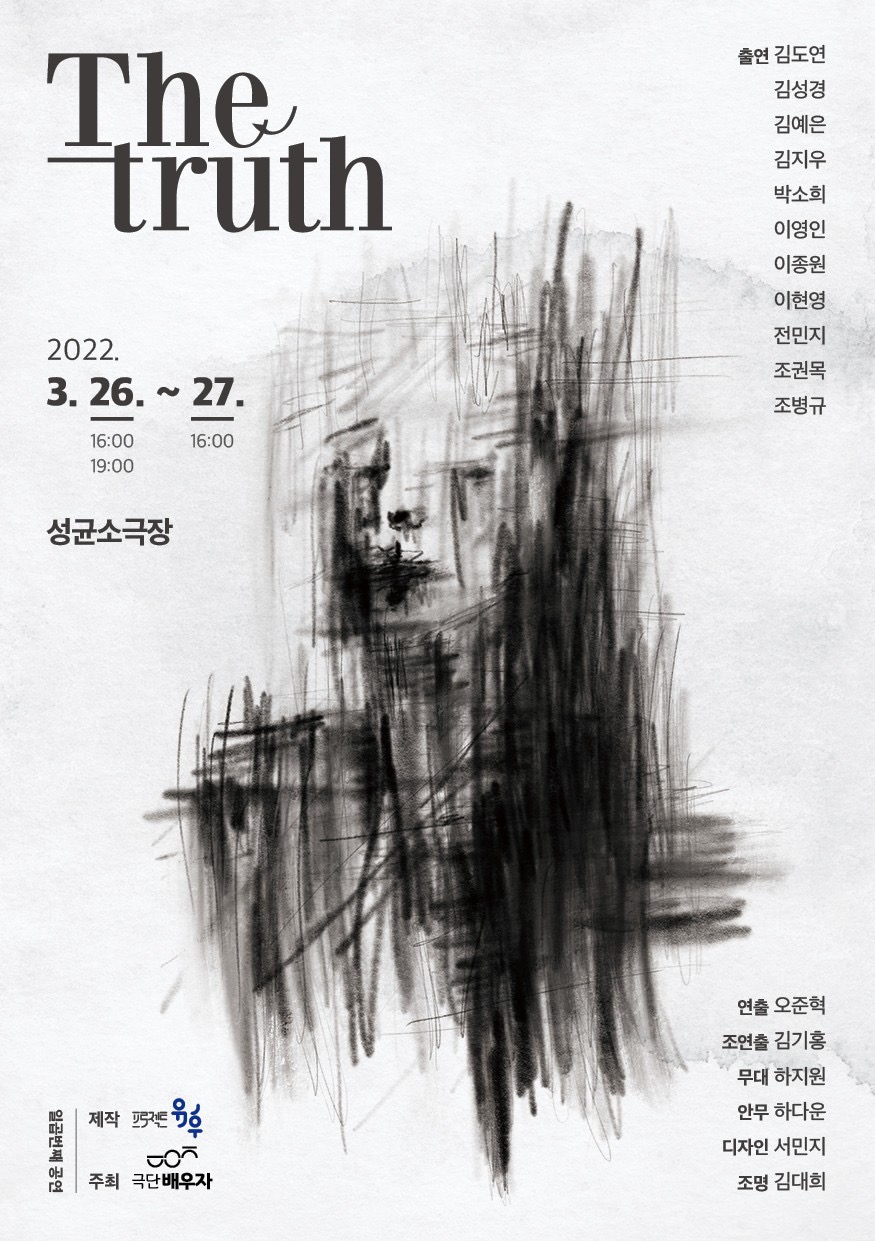 The
truth
2022.
3. 26. ~ 27.
16:00 16:00
19:00
성균소극장
출연 김도연
김성경
김예은
김지우
박소희
이영인
이종원
이현영
전민지
조권목
조병규
연출 오준혁
조연출 김기홍
무대 하지원
안무 하다운
디자인 서민지
조명 김대희
일곱번째 공연
제작 프로젝트 유우
주최 극단 배우자